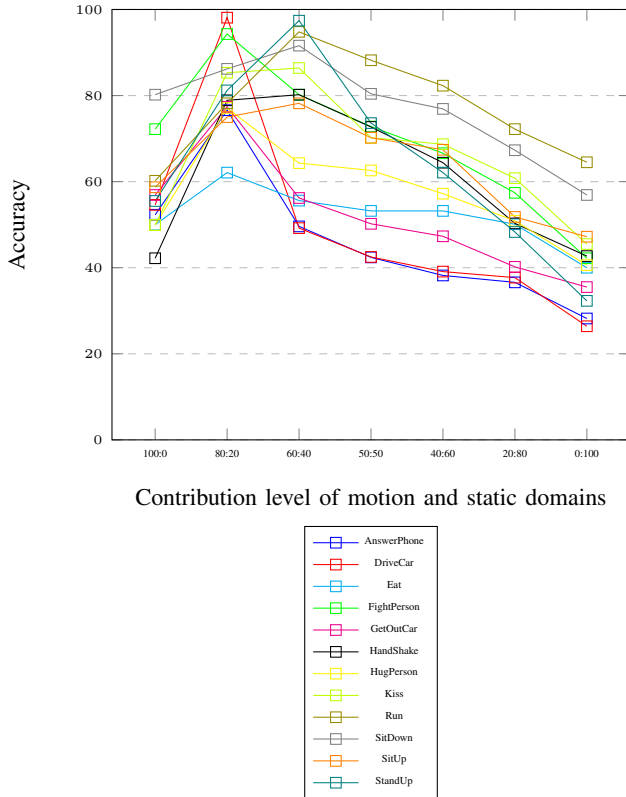 100
80
60
40
20
0
Accuracy
100:0 80:20 60:40 50:50 40:60 20:80 0:100
Contribution level of motion and static domains
AnswerPhone
DriveCar
Eat
FightPerson
GetOutCar
HandShake
HugPerson
Kiss
Run
SitDown
SitUp
StandUp